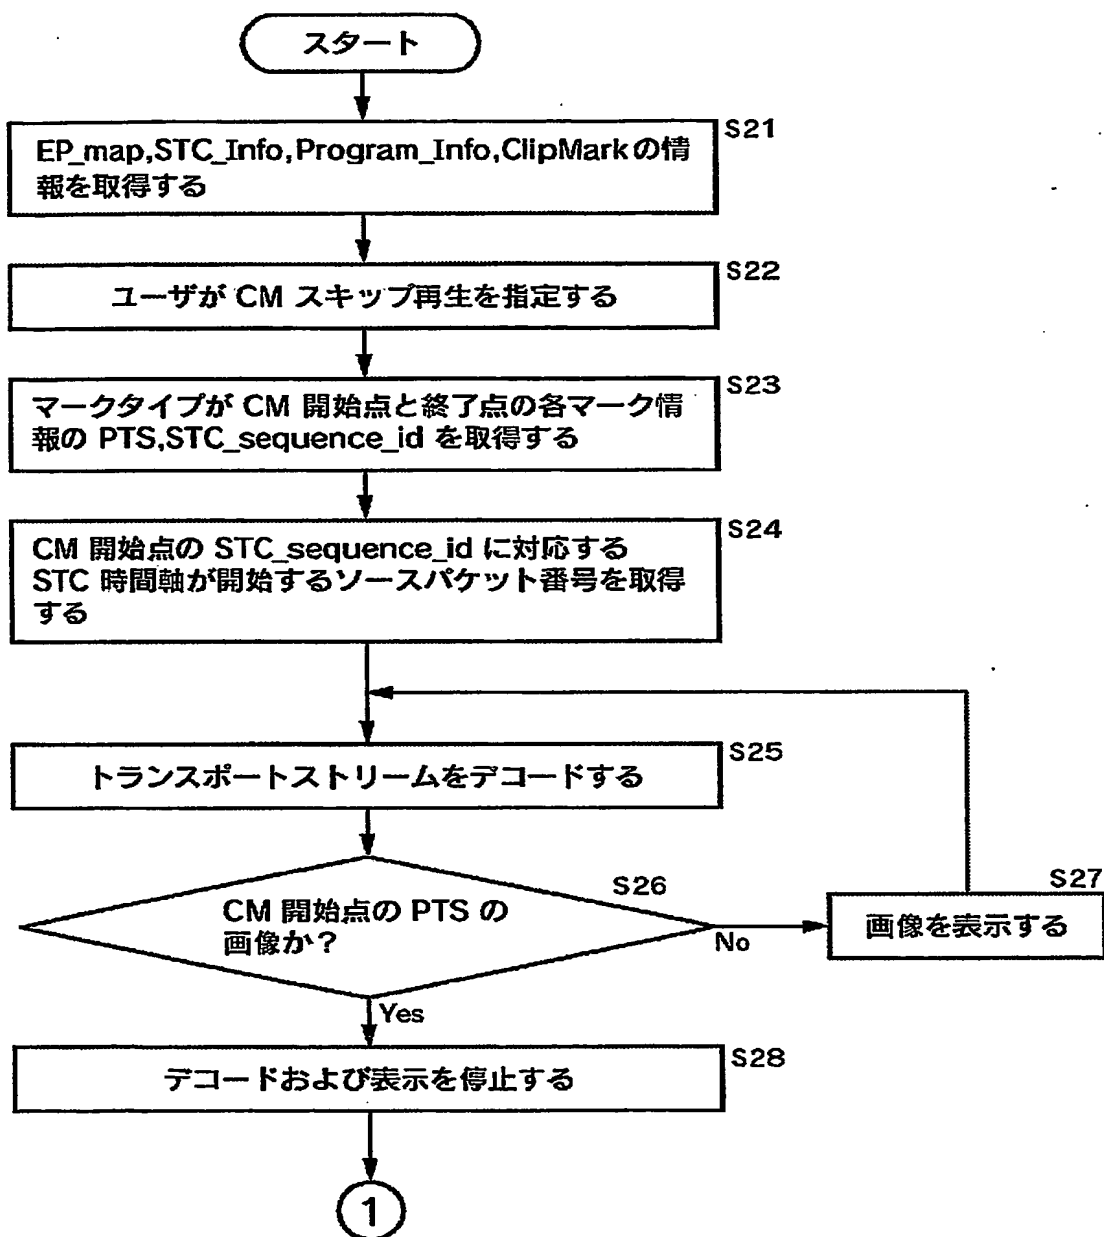 スタート
S21
EP_map,STC_Info,Program_Info,ClipMarkの情
報を取得する
S22
ユーザが CM スキップ再生を指定する
S23
マークタイプが CM 開始点と終了点の各マーク情
報の PTS,STC_sequence_id を取得する
S24
CM 開始点の STC_sequence_id に対応する
STC 時間軸が開始するソースパケット番号を取得
する
S25
トランスポートストリームをデコードする
S26
CM 開始点の PTS の
画像か？
No
S27
画像を表示する
Yes
S28
デコードおよび表示を停止する
1